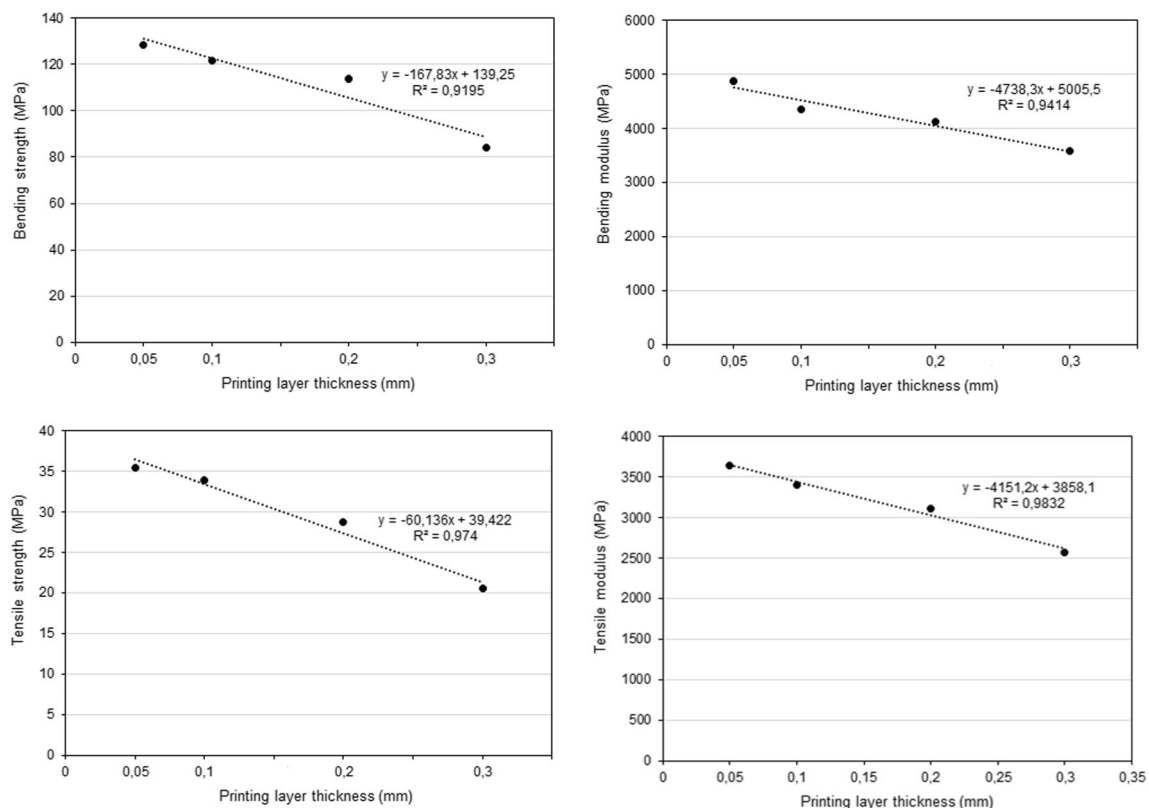 140
120
100
80
60
40
20
0
Bending strength (MPa)
y = -167,83x + 139,25
R² = 0,9195
0 0,05 0,1 0,2 0,3
Printing layer thickness (mm)
6000
5000
4000
3000
2000
1000
0
Bending modulus (MPa)
y = -4738,3x + 5005,5
R² = 0,9414
0 0,05 0,1 0,2 0,3
Printing layer thickness (mm)
40
35
30
25
20
15
10
5
0
Tensile strength (MPa)
y = -60,136x + 39,422
R² = 0,974
0 0,05 0,1 0,2 0,3
Printing layer thickness (mm)
4000
3500
3000
2500
2000
1500
1000
500
0
Tensile modulus (MPa)
y = -4151,2x + 3858,1
R² = 0,9832
0 0,05 0,1 0,15 0,2 0,25 0,3 0,35
Printing layer thickness (mm)